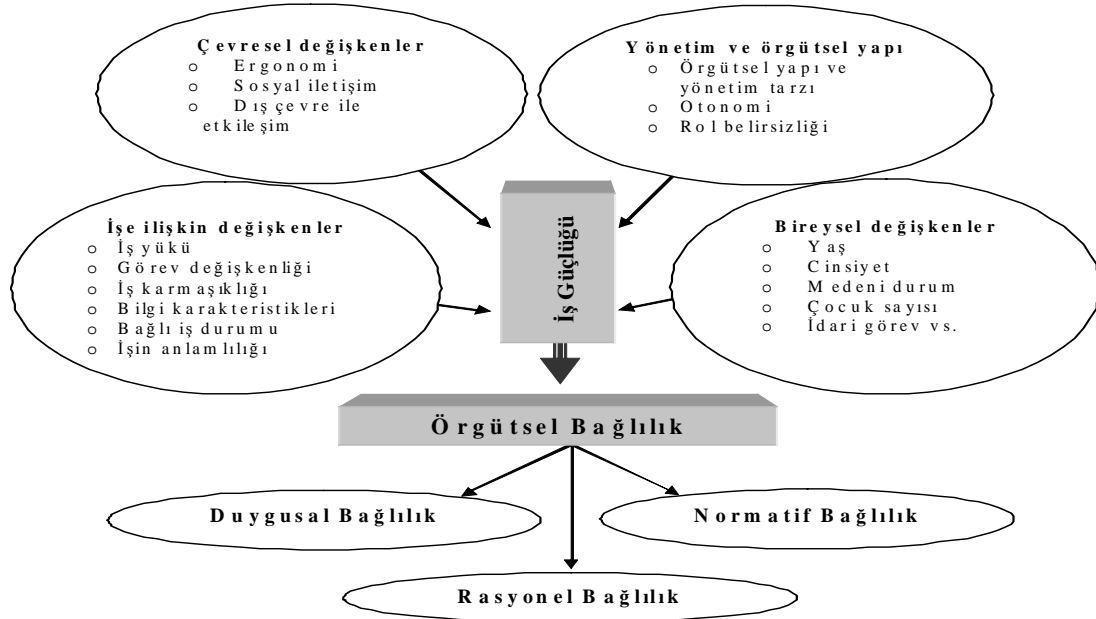 Çevresel değişkenler
o Ergonomi
o Sosyal iletişim
o Dış çevre ile
etkileşim
Yönetim ve örgütsel yapı
o Örgütsel yapı ve
yönetim tarzı
o Otonomi
o Rol belirsizliği
İşe ilişkin değişkenler
o İş yükü
o Görev değişkenliği
o İş karmaşıklığı
o Bilgi karakteristikleri
o Bağlı iş durumu
o İşin anlamlılığı
İş Güçlüğü
Bireysel değişkenler
o Yaş
o Cinsiyet
o Medeni durum
o Çocuk sayısı
o İdari görev vs.
Örgütsel Bağlılık
Duygusal Bağlılık
Normatif Bağlılık
Rasyonel Bağlılık